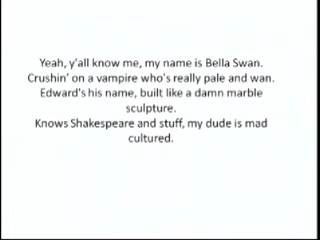 Yeah, y'all know me, my name is Bella Swan.
Crushin' on a vampire who's really pale and wan.
Edward's his name, built like a damn marble
sculpture.
Knows Shakespeare and stuff, my dude is mad
cultured.